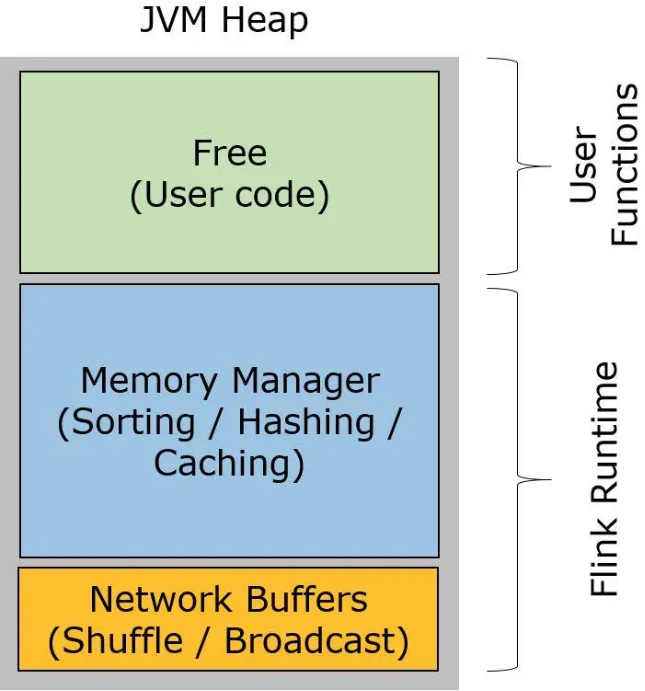 JVM Heap
Free
(User code)
User
Functions
Memory Manager
(Sorting / Hashing /
Caching)
Flink Runtime
Network Buffers
(Shuffle / Broadcast)